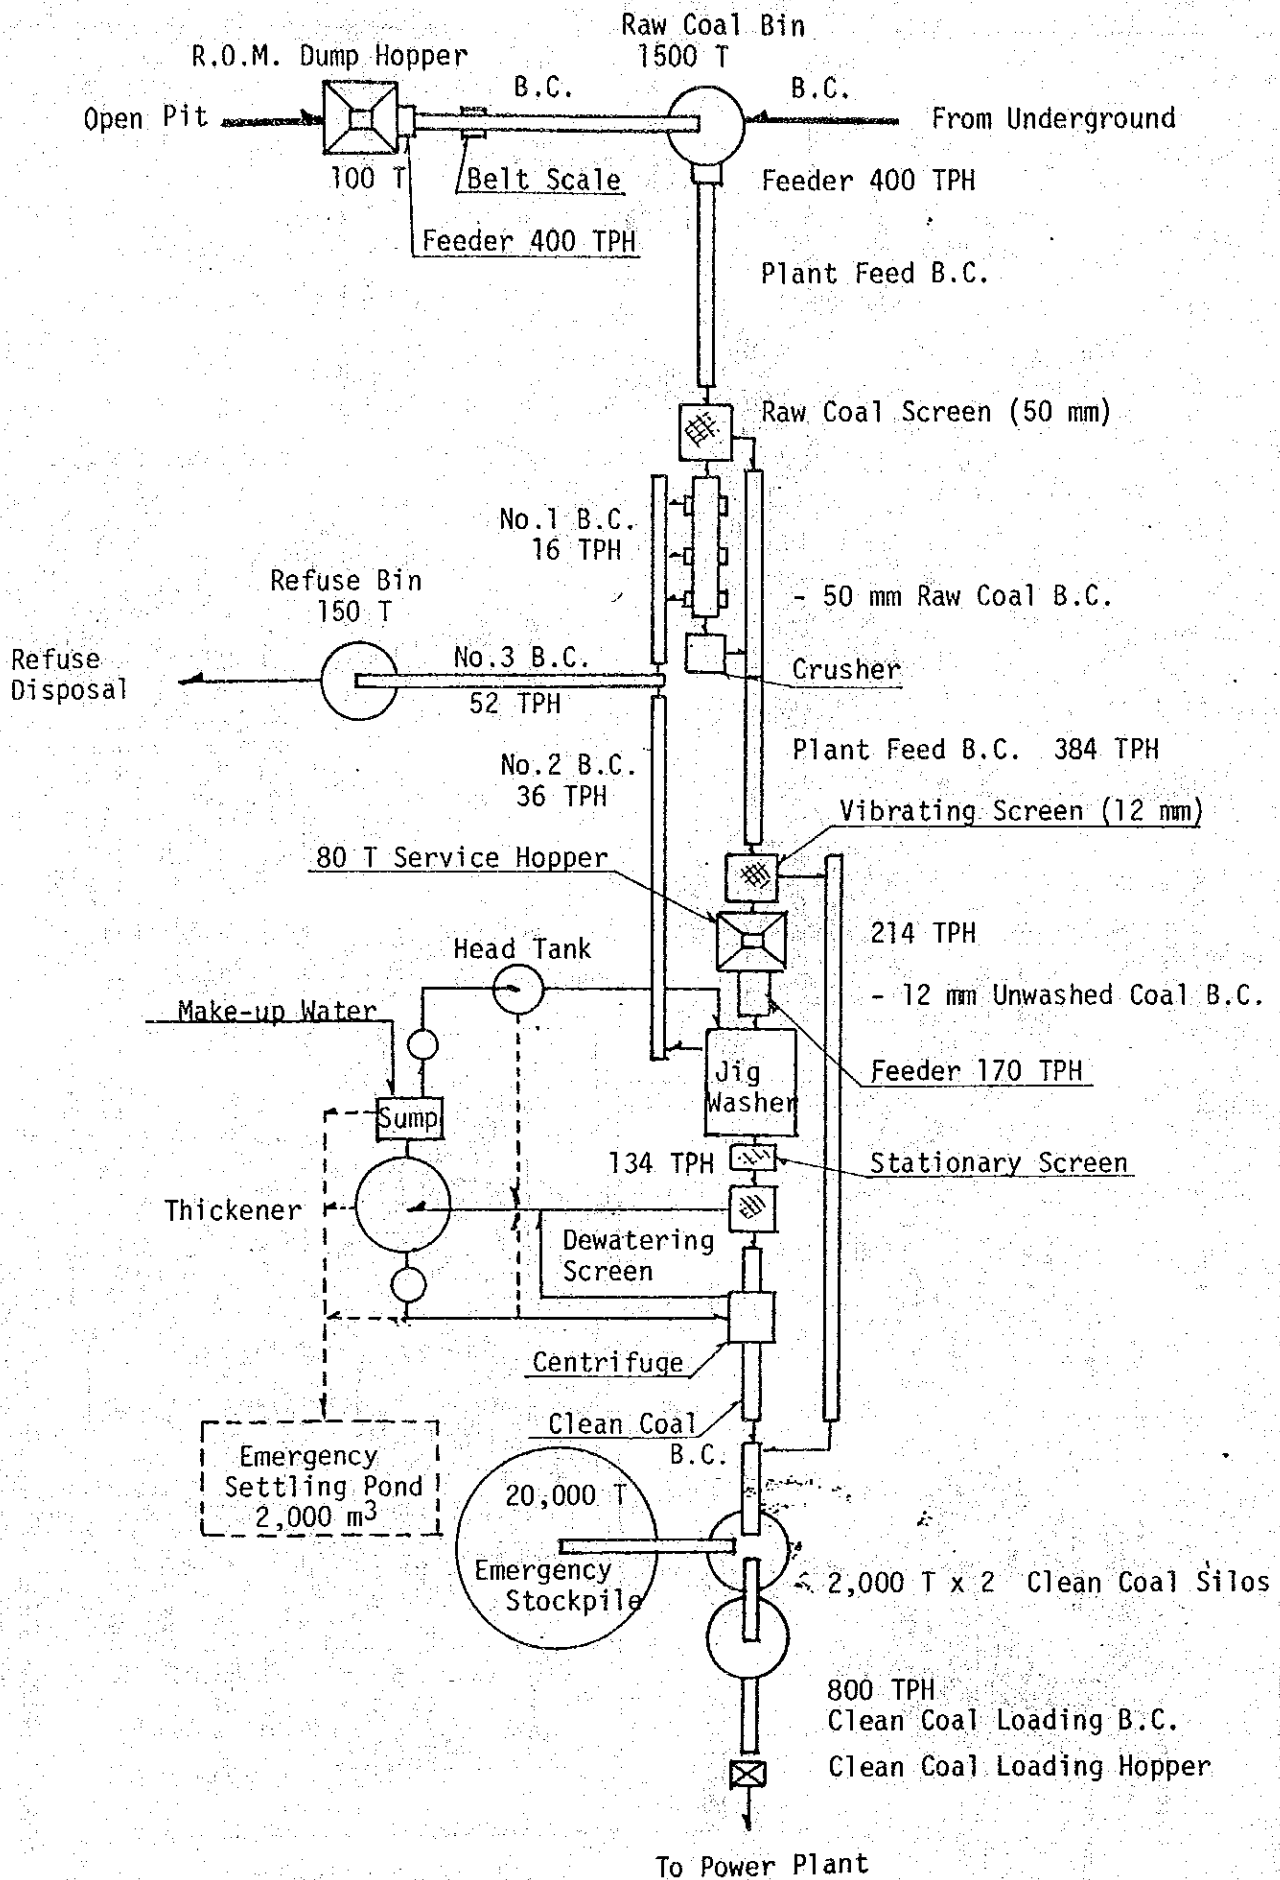 Raw Coal Bin
1500 T
R.O.M. Dump Hopper
B.C.
B.C.
Open Pit
From Underground
100 T
Belt Scale
Feeder 400 TPH
Feeder 400 TPH
Plant Feed B.C.
Raw Coal Screen (50 mm)
No.1 B.C.
16 TPH
Refuse Bin
150 T
- 50 mm Raw Coal B.C.
Refuse
Disposal
No.3 B.C.
52 TPH
Crusher
No.2 B.C.
36 TPH
Plant Feed B.C. 384 TPH
Vibrating Screen (12 mm)
80 T Service Hopper
214 TPH
Head Tank
- 12 mm Unwashed Coal B.C.
Make-up Water
Feeder 170 TPH
Jig
Washer
Sump
134 TPH
Stationary Screen
Thickener
Dewatering
Screen
Centrifuge
Clean Coal
B.C.
Emergency
Settling Pond
2,000 m3
20,000 T
Emergency
Stockpile
2,000 T x 2 Clean Coal Silos
800 TPH
Clean Coal Loading B.C.
Clean Coal Loading Hopper
To Power Plant